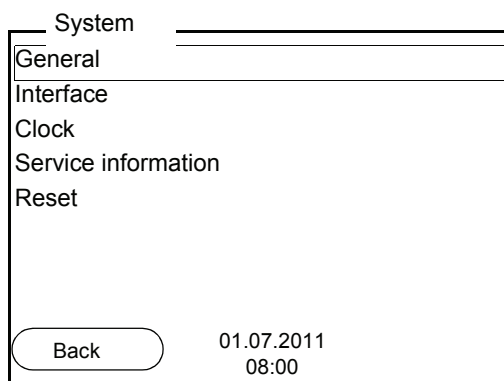 System
General
Interface
Clock
Service information
Reset
Back
01.07.2011
08:00